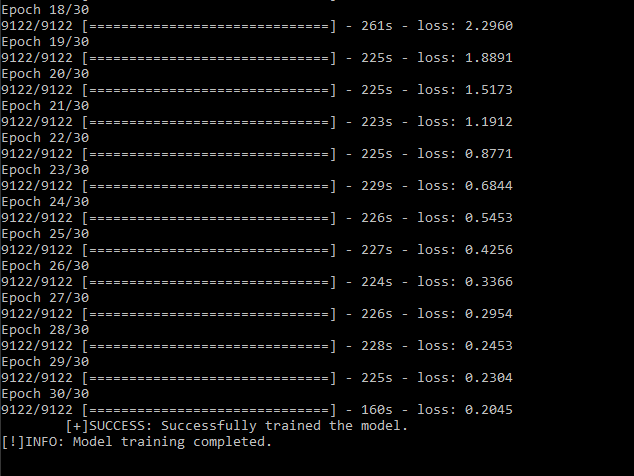 Epoch 18/30
9122/9122 [==============================] - 261s - loss: 2.2960
Epoch 19/30
9122/9122 [==============================] - 225s - loss: 1.8891
Epoch 20/30
9122/9122 [==============================] - 225s - loss: 1.5173
Epoch 21/30
9122/9122 [==============================] - 223s - loss: 1.1912
Epoch 22/30
9122/9122 [==============================] - 225s - loss: 0.8771
Epoch 23/30
9122/9122 [==============================] - 229s - loss: 0.6844
Epoch 24/30
9122/9122 [==============================] - 226s - loss: 0.5453
Epoch 25/30
9122/9122 [==============================] - 227s - loss: 0.4256
Epoch 26/30
9122/9122 [==============================] - 224s - loss: 0.3366
Epoch 27/30
9122/9122 [==============================] - 226s - loss: 0.2954
Epoch 28/30
9122/9122 [==============================] - 228s - loss: 0.2453
Epoch 29/30
9122/9122 [==============================] - 225s - loss: 0.2304
Epoch 30/30
9122/9122 [==============================] - 160s - loss: 0.2045
        [+]SUCCESS: Successfully trained the model.
[!]INFO: Model training completed.